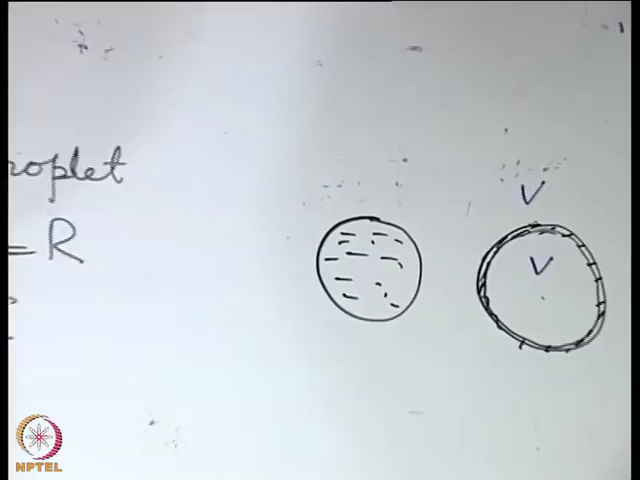 roplet
= R
V
V
NPTEL